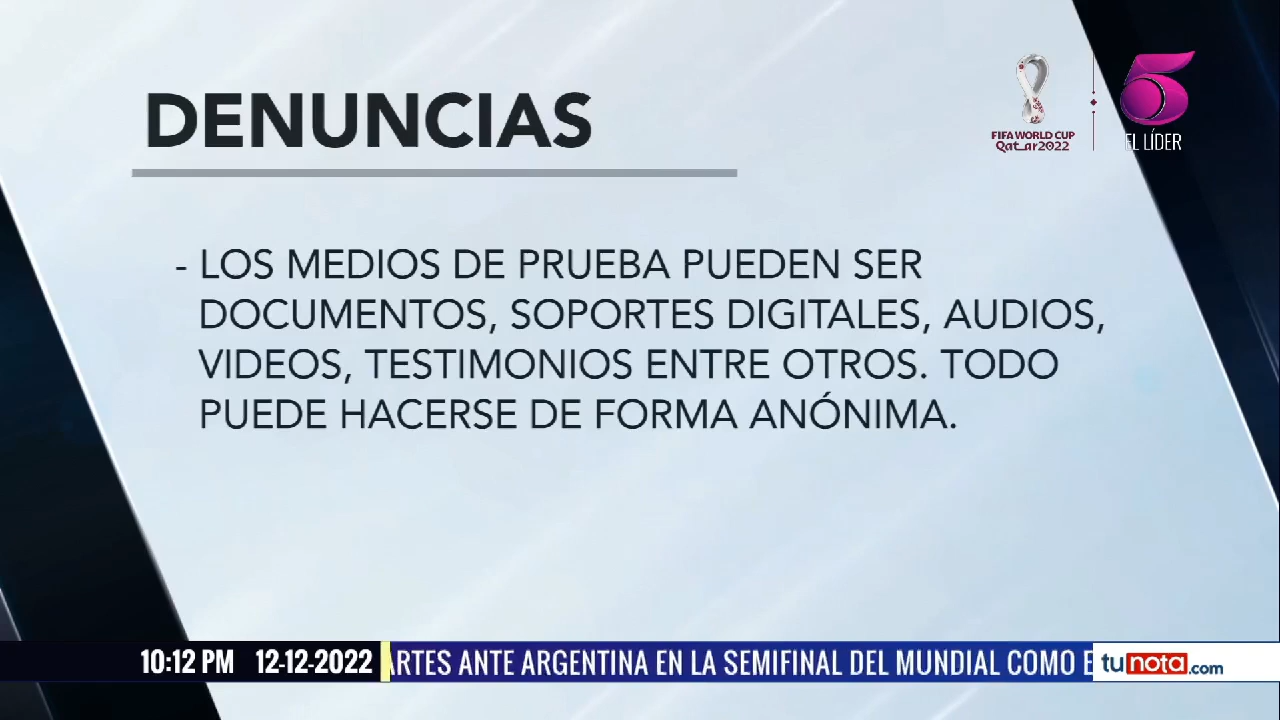 DENUNCIAS
FIFA WORLD CUP
Qatar2022
5
EL LÍDER
- LOS MEDIOS DE PRUEBA PUEDEN SER
DOCUMENTOS, SOPORTES DIGITALES, AUDIOS,
VIDEOS, TESTIMONIOS ENTRE OTROS. TODO
PUEDE HACERSE DE FORMA ANÓNIMA.
10:12 PM 12-12-2022 ARTES ANTE ARGENTINA EN LA SEMIFINAL DEL MUNDIAL COMO E tunota.com